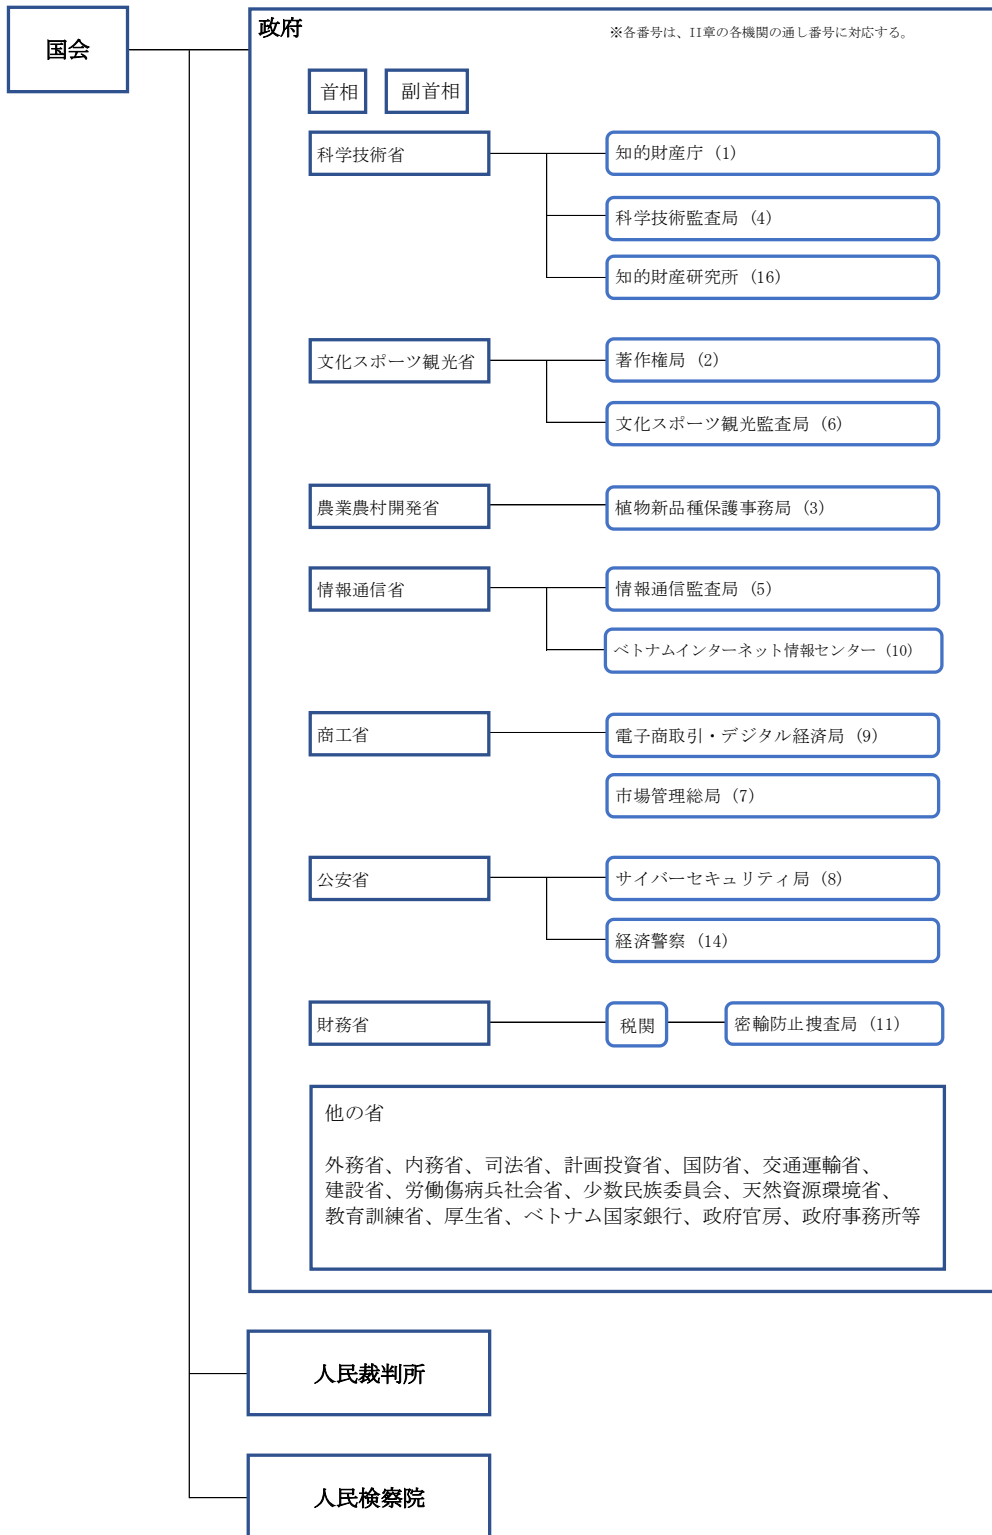 国会
政府
※各番号は、II章の各機関の通し番号に対応する。
首相
副首相
科学技術省
知的財産庁 (1)
科学技術監査局 (4)
知的財産研究所 (16)
文化スポーツ観光省
著作権局 (2)
文化スポーツ観光監査局 (6)
農業農村開発省
植物新品種保護事務局 (3)
情報通信省
情報通信監査局 (5)
ベトナムインターネット情報センター (10)
商工省
電子商取引・デジタル経済局 (9)
市場管理総局 (7)
公安省
サイバーセキュリティ局 (8)
経済警察 (14)
財務省
税関
密輸防止捜査局 (11)
他の省
外務省、内務省、司法省、計画投資省、国防省、交通運輸省、
建設省、労働傷病兵社会省、少数民族委員会、天然資源環境省、
教育訓練省、厚生省、ベトナム国家銀行、政府官房、政府事務所等
人民裁判所
人民検察院